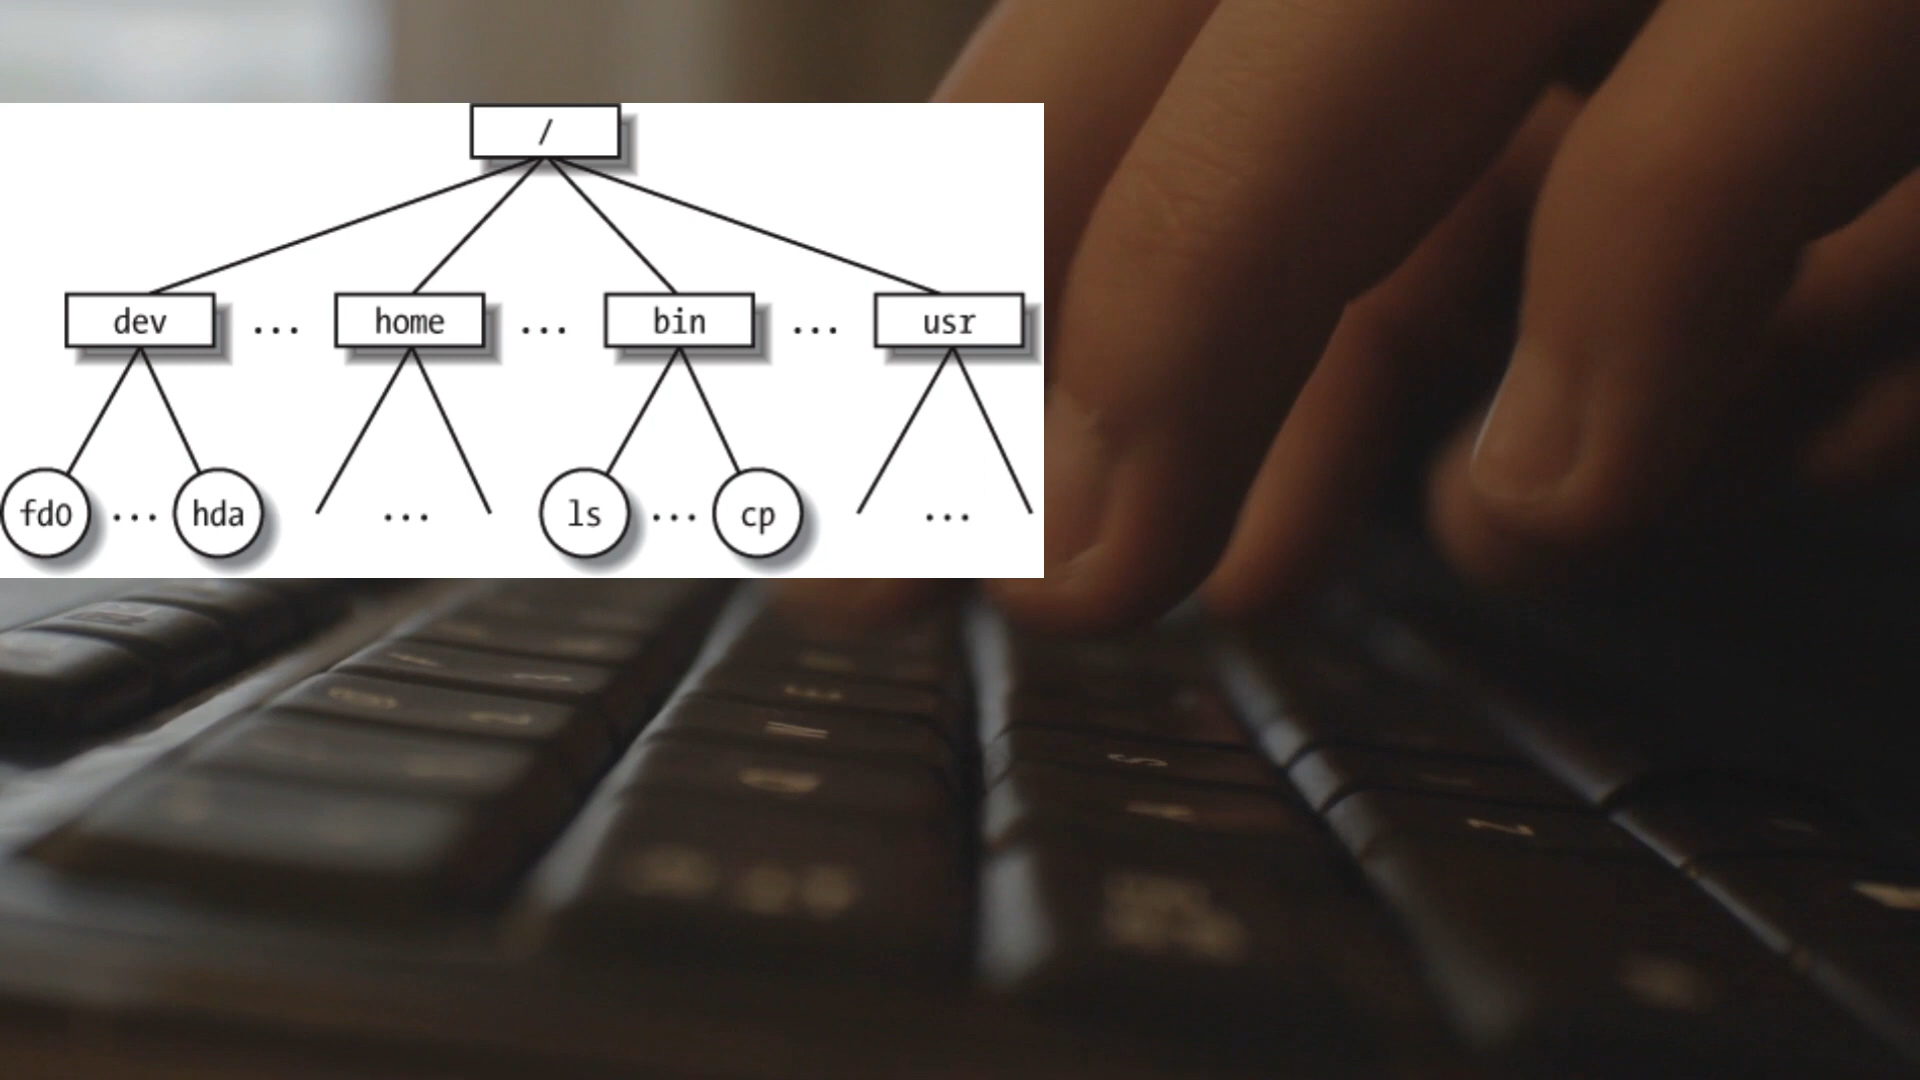 /
dev ... home ... bin ... usr
fd0 ... hda ... ls ... cp ...